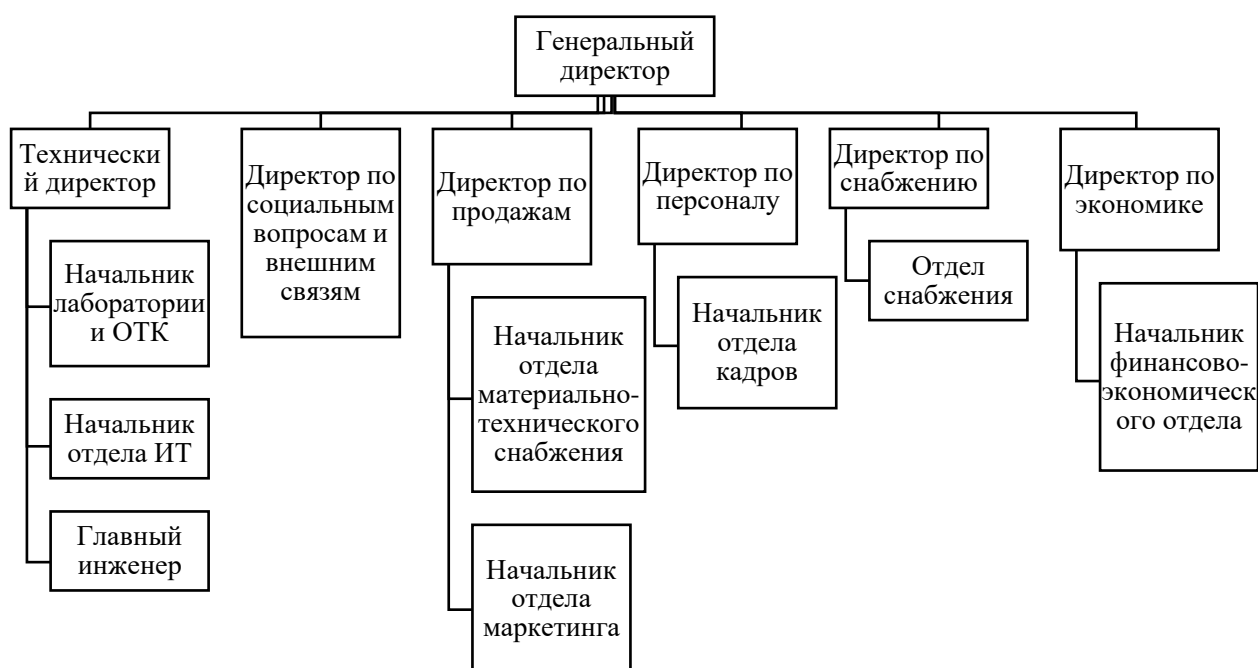 Генеральный
директор
Технически
й директор
Начальник
лаборатории
и ОТК
Начальник
отдела ИТ
Главный
инженер
Директор по
социальным
вопросам и
внешним
связям
Директор по
продажам
Начальник
отдела
материально-
технического
снабжения
Начальник
отдела
маркетинга
Директор по
персоналу
Начальник
отдела
кадров
Директор по
снабжению
Отдел
снабжения
Директор по
экономике
Начальник
финансово-
экономическ
ого отдела